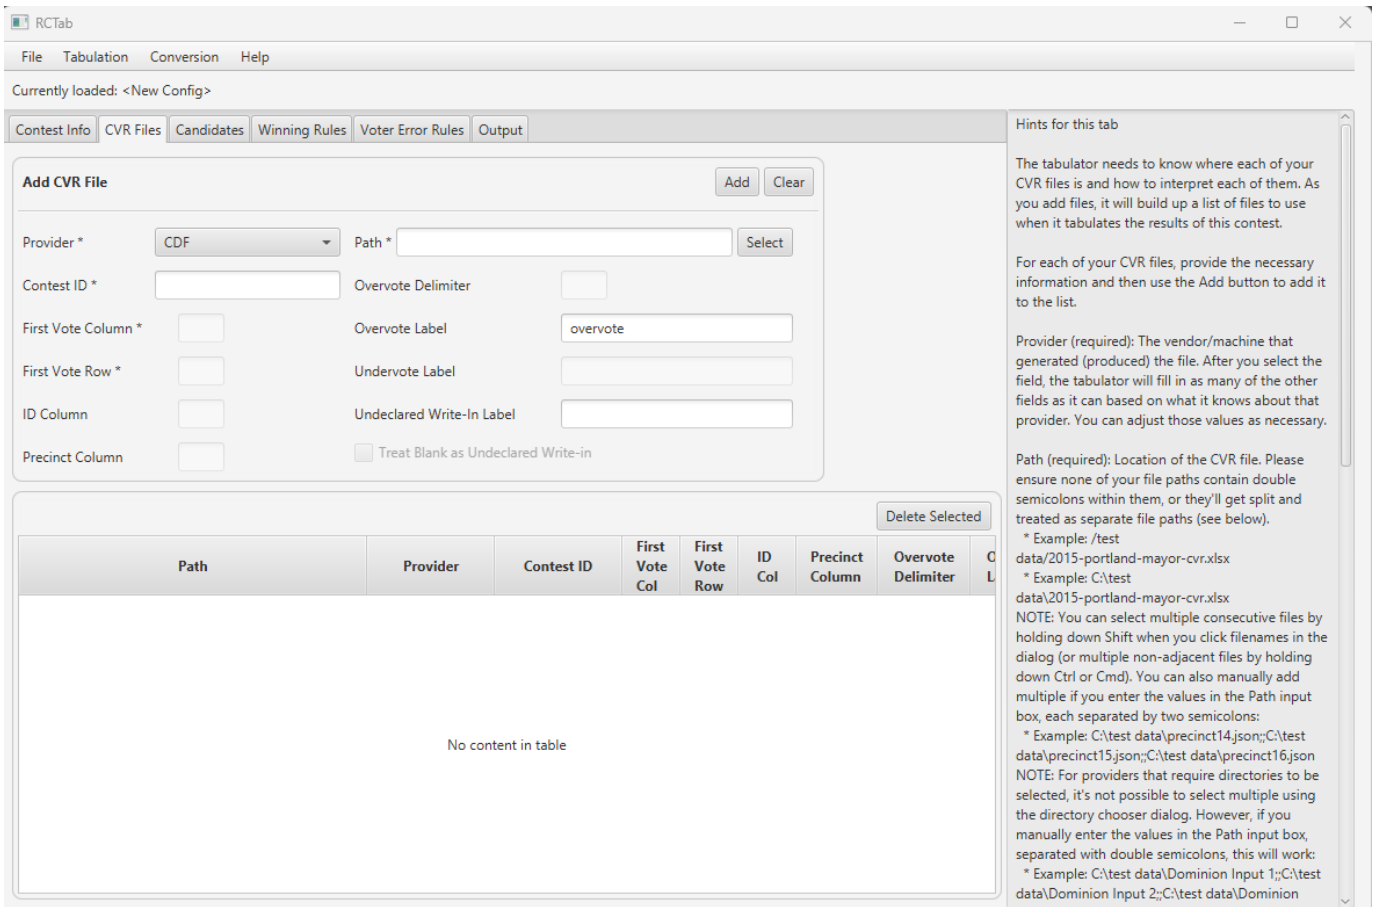 RCTab
File Tabulation Conversion Help
Currently loaded: <New Config>
Contest Info CVR Files Candidates Winning Rules Voter Error Rules Output
Add CVR File Add Clear
Provider * CDF Path * Select
Contest ID * Overvote Delimiter
First Vote Column * Overvote Label overvote
First Vote Row * Undervote Label
ID Column Undeclared Write-In Label
Precinct Column Treat Blank as Undeclared Write-in
Delete Selected
Path Provider Contest ID First Vote Col First Vote Row ID Col Precinct Column Overvote Delimiter
No content in table
Hints for this tab
The tabulator needs to know where each of your
CVR files is and how to interpret each of them. As
you add files, it will build up a list of files to use
when it tabulates the results of this contest.
For each of your CVR files, provide the necessary
information and then use the Add button to add it
to the list.
Provider (required): The vendor/machine that
generated (produced) the file. After you select the
field, the tabulator will fill in as many of the other
fields as it can based on what it knows about that
provider. You can adjust those values as necessary.
Path (required): Location of the CVR file. Please
ensure none of your file paths contain double
semicolons within them, or they'll get split and
treated as separate file paths (see below).
* Example: /test
data/2015-portland-mayor-cvr.xlsx
* Example: C:\test
data\2015-portland-mayor-cvr.xlsx
NOTE: You can select multiple consecutive files by
holding down Shift when you click filenames in the
dialog (or multiple non-adjacent files by holding
down Ctrl or Cmd). You can also manually add
multiple if you enter the values in the Path input
box, each separated by two semicolons:
* Example: C:\test data\precinct14.json;;C:\test
data\precinct15.json;;C:\test data\precinct16.json
NOTE: For providers that require directories to be
selected, it's not possible to select multiple using
the directory chooser dialog. However, if you
manually enter the values in the Path input box,
separated with double semicolons, this will work:
* Example: C:\test data\Dominion Input 1;;C:\test
data\Dominion Input 2;;C:\test data\Dominion